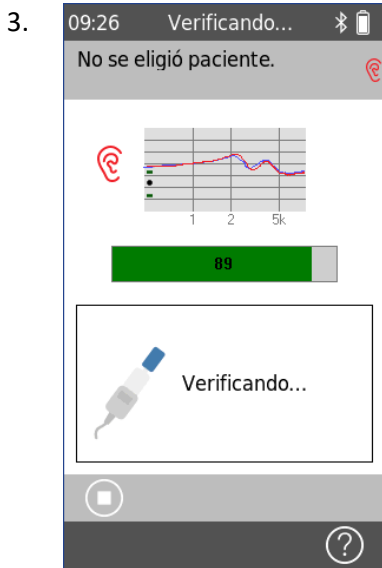 3.
09:26 Verificando...
No se eligió paciente.
1 2 5k
89
Verificando...
?